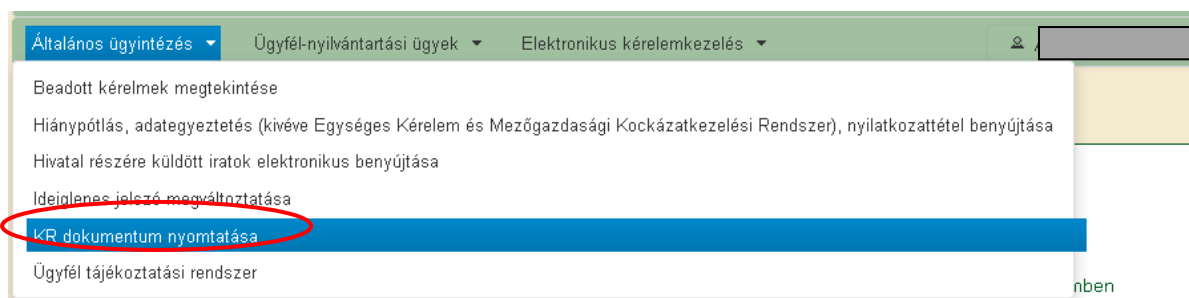 Általános ügyintézés Ügyfél-nyilvántartási ügyek Elektronikus kérelemkezelés
Beadott kérelmek megtekintése
Hiánypótlás, adategyeztetés (kivéve Egységes Kérelem és Mezőgazdasági Kockázatkezelési Rendszer), nyilatkozattétel benyújtása
Hivatal részére küldött iratok elektronikus benyújtása
Ideiglenes jelszó megváltoztatása
KR dokumentum nyomtatása
Ügyfél tájékoztatási rendszer